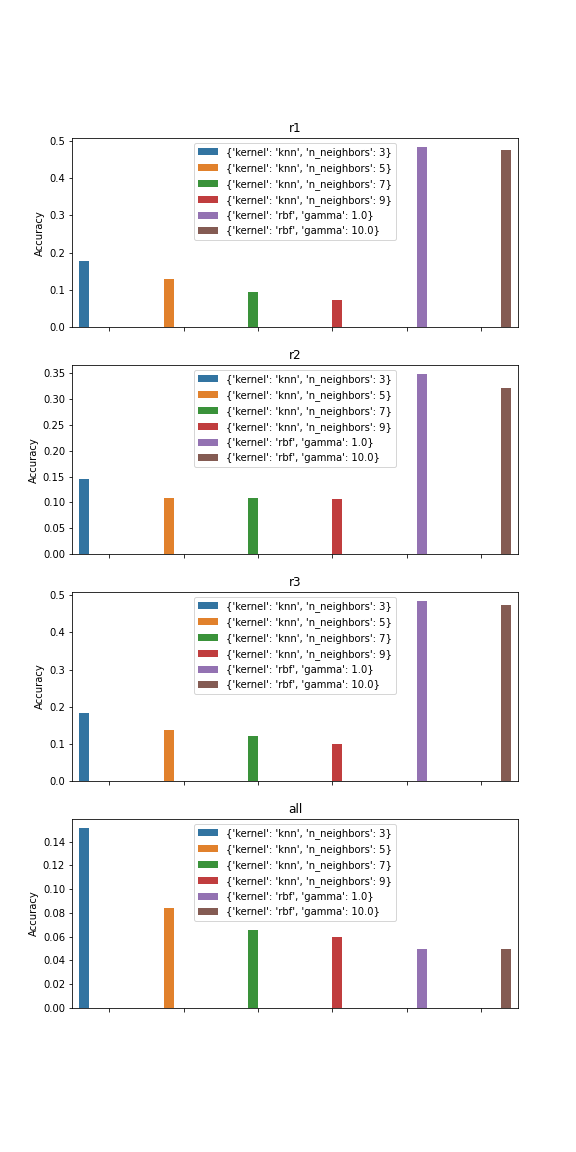 r1
Accuracy
0.5
0.4
0.3
0.2
0.1
0.0
{'kernel': 'knn', 'n_neighbors': 3}
{'kernel': 'knn', 'n_neighbors': 5}
{'kernel': 'knn', 'n_neighbors': 7}
{'kernel': 'knn', 'n_neighbors': 9}
{'kernel': 'rbf', 'gamma': 1.0}
{'kernel': 'rbf', 'gamma': 10.0}
r2
Accuracy
0.35
0.30
0.25
0.20
0.15
0.10
0.05
0.00
{'kernel': 'knn', 'n_neighbors': 3}
{'kernel': 'knn', 'n_neighbors': 5}
{'kernel': 'knn', 'n_neighbors': 7}
{'kernel': 'knn', 'n_neighbors': 9}
{'kernel': 'rbf', 'gamma': 1.0}
{'kernel': 'rbf', 'gamma': 10.0}
r3
Accuracy
0.5
0.4
0.3
0.2
0.1
0.0
{'kernel': 'knn', 'n_neighbors': 3}
{'kernel': 'knn', 'n_neighbors': 5}
{'kernel': 'knn', 'n_neighbors': 7}
{'kernel': 'knn', 'n_neighbors': 9}
{'kernel': 'rbf', 'gamma': 1.0}
{'kernel': 'rbf', 'gamma': 10.0}
all
Accuracy
0.14
0.12
0.10
0.08
0.06
0.04
0.02
0.00
{'kernel': 'knn', 'n_neighbors': 3}
{'kernel': 'knn', 'n_neighbors': 5}
{'kernel': 'knn', 'n_neighbors': 7}
{'kernel': 'knn', 'n_neighbors': 9}
{'kernel': 'rbf', 'gamma': 1.0}
{'kernel': 'rbf', 'gamma': 10.0}